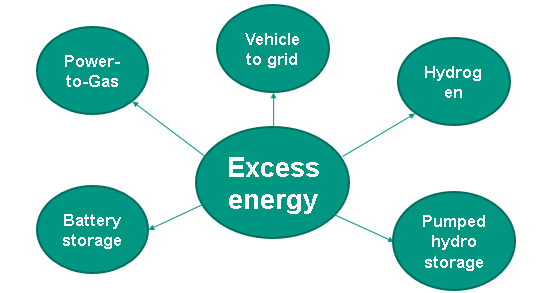 Power-
to-Gas
Vehicle
to grid
Hydrog
en
Excess
energy
Battery
storage
Pumped
hydro
storage